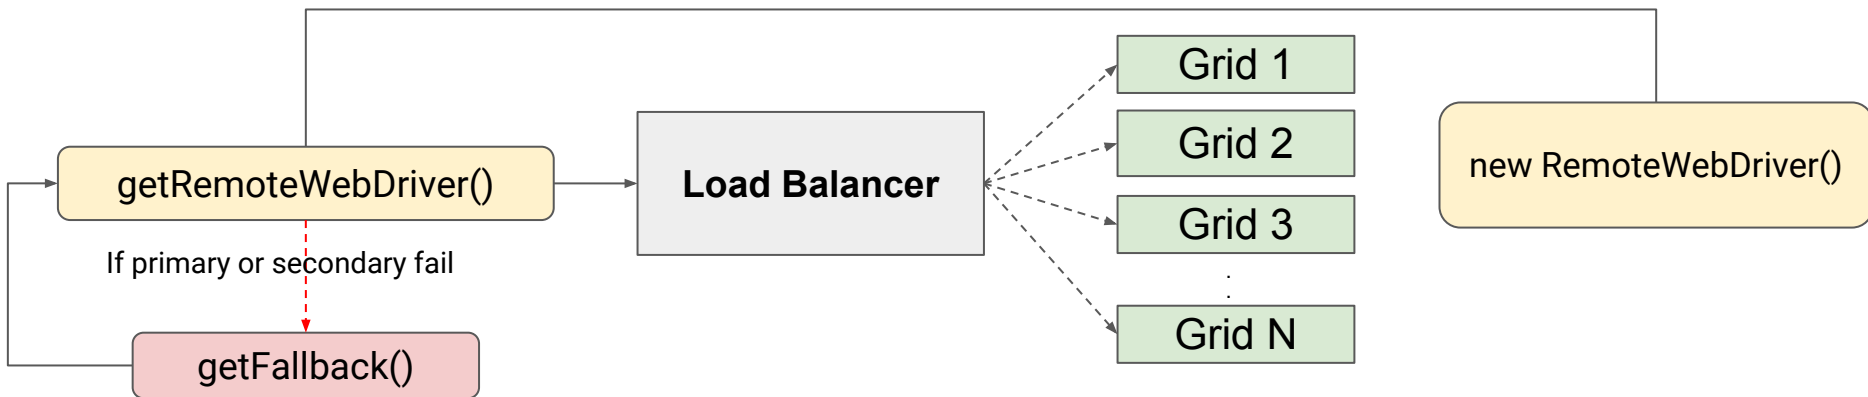 Grid 1
Grid 2
new RemoteWebDriver()
Load Balancer
getRemoteWebDriver()
Grid 3
If primary or secondary fail
.
.
Grid N
getFallback()